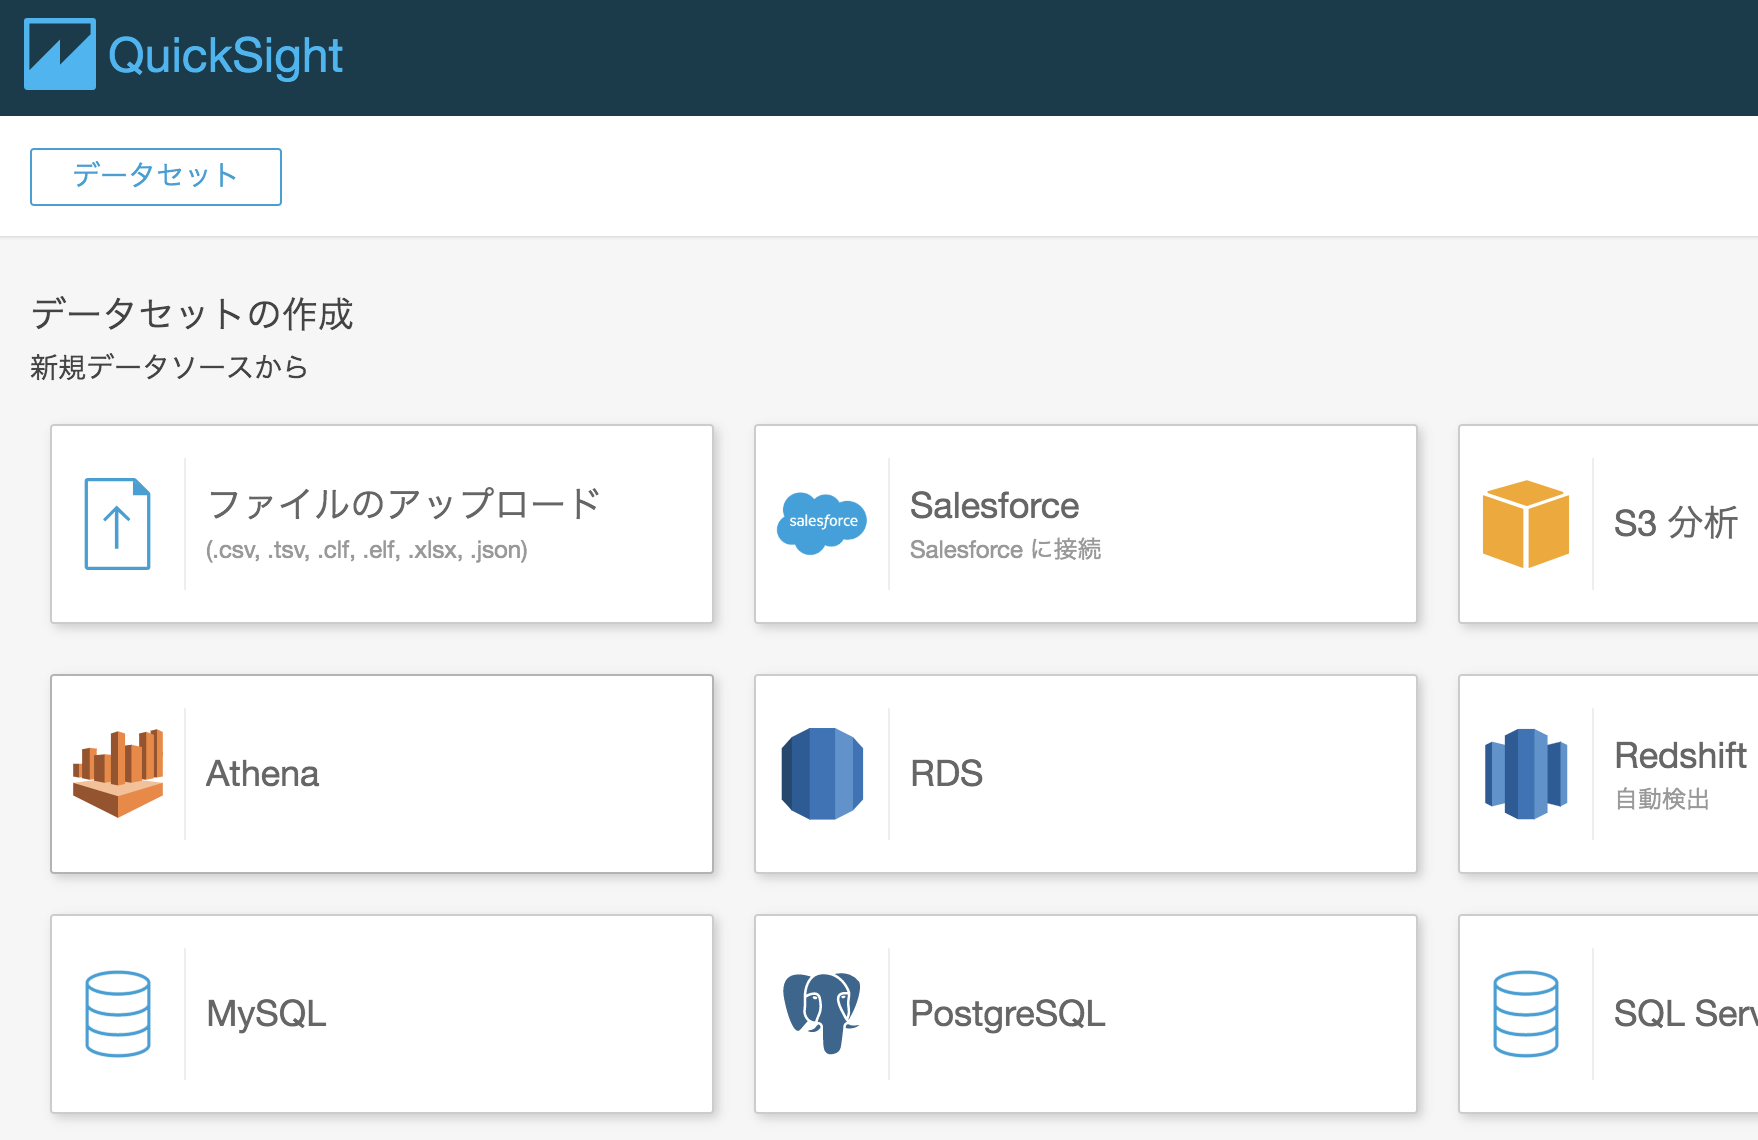 QuickSight
データセット
データセットの作成
新規データソースから
ファイルのアップロード
(.csv, .tsv, .clf, .elf, .xlsx, .json)
salesforce
Salesforce
Salesforce に接続
S3 分析
Athena
RDS
Redshift
自動検出
MySQL
PostgreSQL
SQL Serv